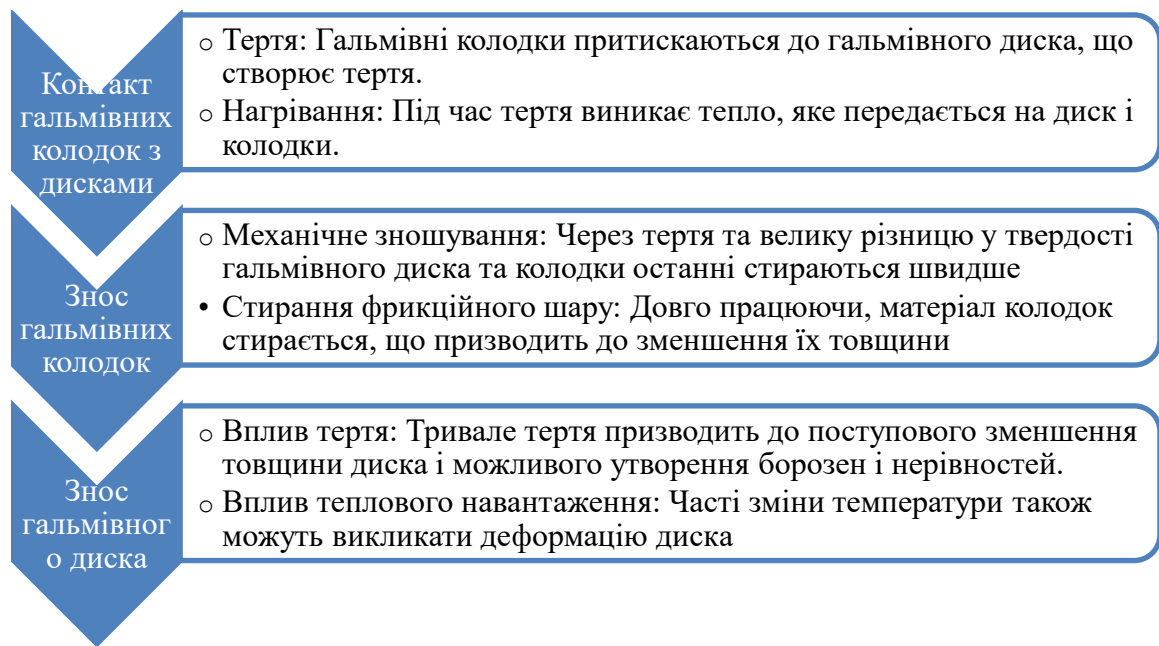 Контакт
гальмівних
колодок з
дисками
o Тертя: Гальмівні колодки притискаються до гальмівного диска, що
створює тертя.
o Нагрівання: Під час тертя виникає тепло, яке передається на диск і
колодки.
Знос
гальмівних
колодок
o Механічне зношування: Через тертя та велику різницю у твердості
гальмівного диска та колодки останні стираються швидше
• Стирання фрикційного шару: Довго працюючи, матеріал колодок
стирається, що призводить до зменшення їх товщини
Знос
гальмівног
о диска
o Вплив тертя: Тривале тертя призводить до поступового зменшення
товщини диска і можливого утворення борозен і нерівностей.
o Вплив теплового навантаження: Часті зміни температури також
можуть викликати деформацію диска